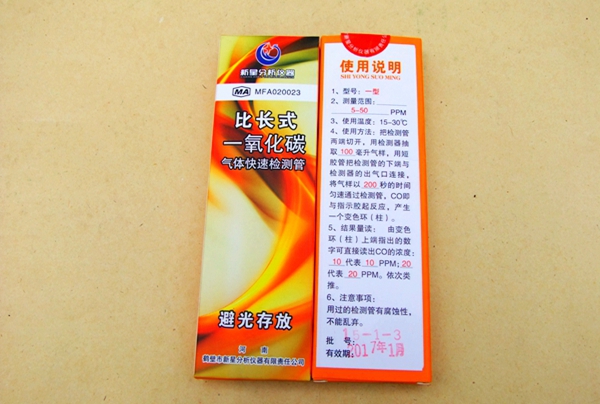 新星分析仪器
MA MFA020023
比长式
一氧化碳
气体快速检测管
避光存放
河 南
鹤壁市新星分析仪器有限责任公司
使用说明
SHI YONG SUO MING
1、型号：一型
2、测量范围：
5-50 PPM
3、使用温度：15-30℃
4、使用方法：把检测管
两端切开，用检测器抽
取100毫升气样，用短
胶管把检测管的下端与
检测器的出气口连接，
将气样以200秒的时间
匀速通过检测管，CO即
与指示胶起反应，产生
一个变色环（柱）。
5、结果量读： 由变色
环（柱）上端指出的数
字可直接读出CO的浓度：
10代表10PPM；20
代表20PPM。依次类
推。
6、注意事项：
用过的检测管有腐蚀性，
不能乱弃。
批 号：15-1-3
有效期：2017年1月